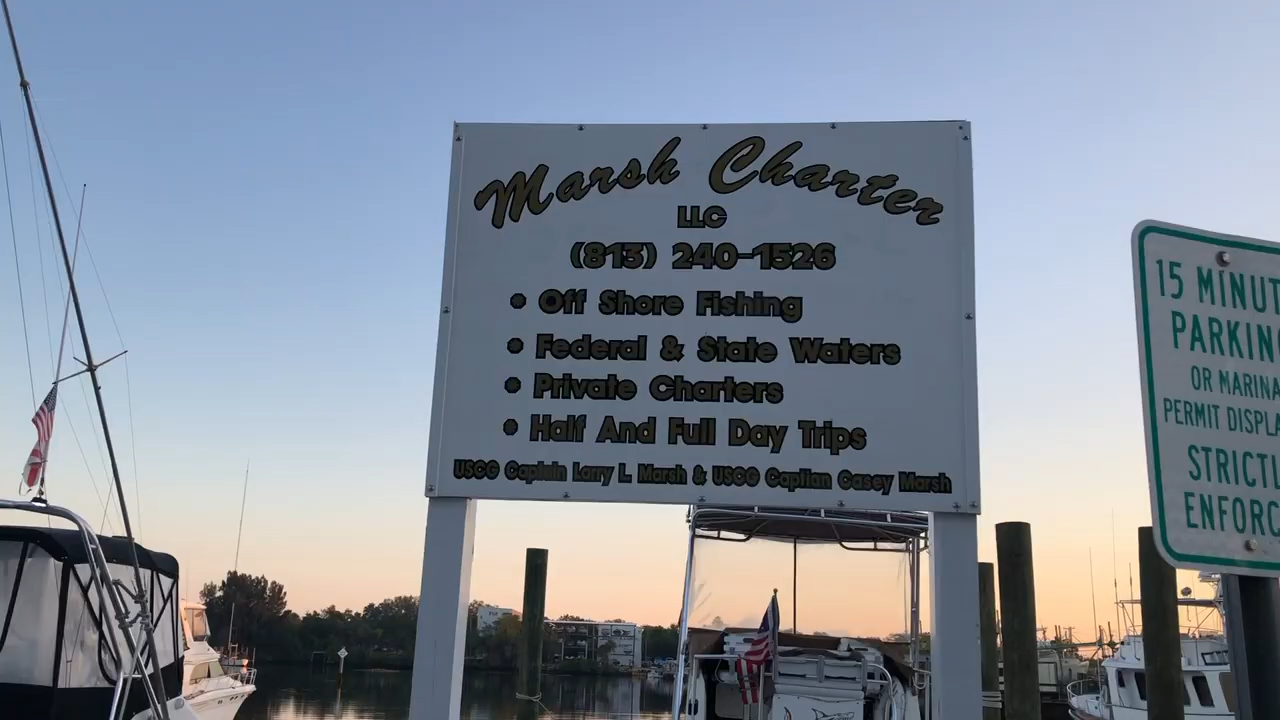 Marsh Charter
LLC
(813) 240-1526
• Off Shore Fishing
• Federal & State Waters
• Private Charters
• Half And Full Day Trips
USCG Captain Larry L. Marsh & USCG Captian Casey Marsh
15 MINUT
PARKING
OR MARINA
PERMIT DISPLA
STRICTL
ENFORC